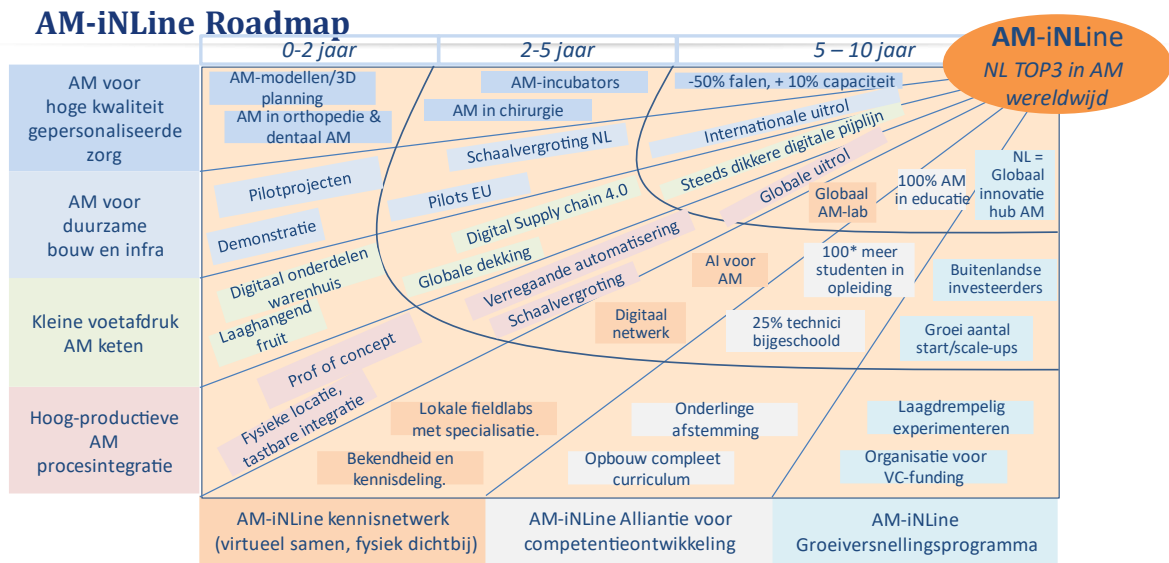 AM-iNLine Roadmap
0-2 jaar
2-5 jaar
5 – 10 jaar
AM-iNLine
NL TOP3 in AM
wereldwijd
AM voor
hoge kwaliteit
gepersonaliseerde
zorg
AM-modellen/3D
planning
AM in orthopedie &
dentaal AM
AM-incubators
AM in chirurgie
-50% falen, + 10% capaciteit
AM voor
duurzame
bouw en infra
Pilotprojecten
Demonstratie
Schaalvergroting NL
Pilots EU
Internationale uitrol
Kleine voetafdruk
AM keten
Digitaal onderdelen
warenhuis
Laaghangend
fruit
Digital Supply chain 4.0
Globale dekking
Steeds dikkere digitale pijplijn
Hoog-productieve
AM
procesintegratie
Prof of concept
Fysieke locatie,
tastbare integratie
Verregaande automatisering
Schaalvergroting
Globale uitrol
Globaal
AM-lab
AI voor
AM
Digitaal
netwerk
Lokale fieldlabs
met specialisatie.
Bekendheid en
kennisdeling.
100% AM
in educatie
100* meer
studenten in
opleiding
25% technici
bijgeschoold
Onderlinge
afstemming
Opbouw compleet
curriculum
NL =
Globaal
innovatie
hub AM
Buitenlandse
investeerders
Groei aantal
start/scale-ups
Laagdrempelig
experimenteren
Organisatie voor
VC-funding
AM-iNLine kennisnetwerk
(virtueel samen, fysiek dichtbij)
AM-iNLine Alliantie voor
competentieontwikkeling
AM-iNLine
Groeiversnellingsprogramma